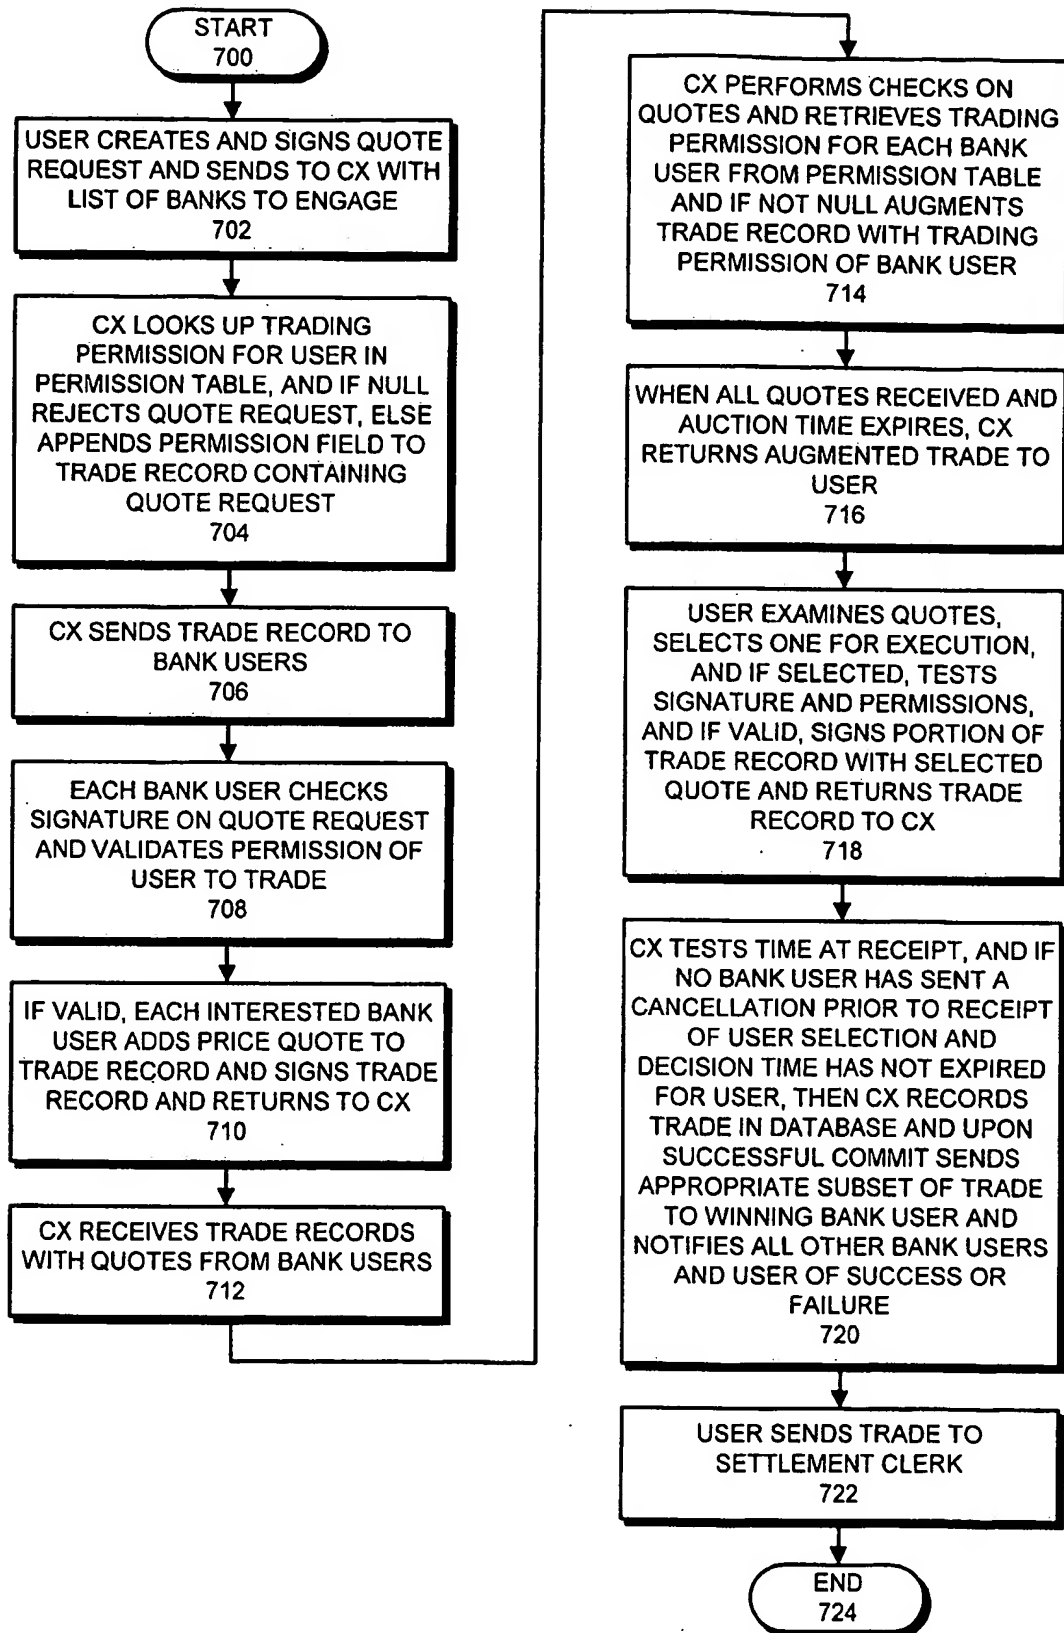 START
700
USER CREATES AND SIGNS QUOTE
REQUEST AND SENDS TO CX WITH
LIST OF BANKS TO ENGAGE
702
CX LOOKS UP TRADING
PERMISSION FOR USER IN
PERMISSION TABLE, AND IF NULL
REJECTS QUOTE REQUEST, ELSE
APPENDS PERMISSION FIELD TO
TRADE RECORD CONTAINING
QUOTE REQUEST
704
CX SENDS TRADE RECORD TO
BANK USERS
706
EACH BANK USER CHECKS
SIGNATURE ON QUOTE REQUEST
AND VALIDATES PERMISSION OF
USER TO TRADE
708
IF VALID, EACH INTERESTED BANK
USER ADDS PRICE QUOTE TO
TRADE RECORD AND SIGNS TRADE
RECORD AND RETURNS TO CX
710
CX RECEIVES TRADE RECORDS
WITH QUOTES FROM BANK USERS
712
CX PERFORMS CHECKS ON
QUOTES AND RETRIEVES TRADING
PERMISSION FOR EACH BANK
USER FROM PERMISSION TABLE
AND IF NOT NULL AUGMENTS
TRADE RECORD WITH TRADING
PERMISSION OF BANK USER
714
WHEN ALL QUOTES RECEIVED AND
AUCTION TIME EXPIRES, CX
RETURNS AUGMENTED TRADE TO
USER
716
USER EXAMINES QUOTES,
SELECTS ONE FOR EXECUTION,
AND IF SELECTED, TESTS
SIGNATURE AND PERMISSIONS,
AND IF VALID, SIGNS PORTION OF
TRADE RECORD WITH SELECTED
QUOTE AND RETURNS TRADE
RECORD TO CX
718
CX TESTS TIME AT RECEIPT, AND IF
NO BANK USER HAS SENT A
CANCELLATION PRIOR TO RECEIPT
OF USER SELECTION AND
DECISION TIME HAS NOT EXPIRED
FOR USER, THEN CX RECORDS
TRADE IN DATABASE AND UPON
SUCCESSFUL COMMIT SENDS
APPROPRIATE SUBSET OF TRADE
TO WINNING BANK USER AND
NOTIFIES ALL OTHER BANK USERS
AND USER OF SUCCESS OR
FAILURE
720
USER SENDS TRADE TO
SETTLEMENT CLERK
722
END
724